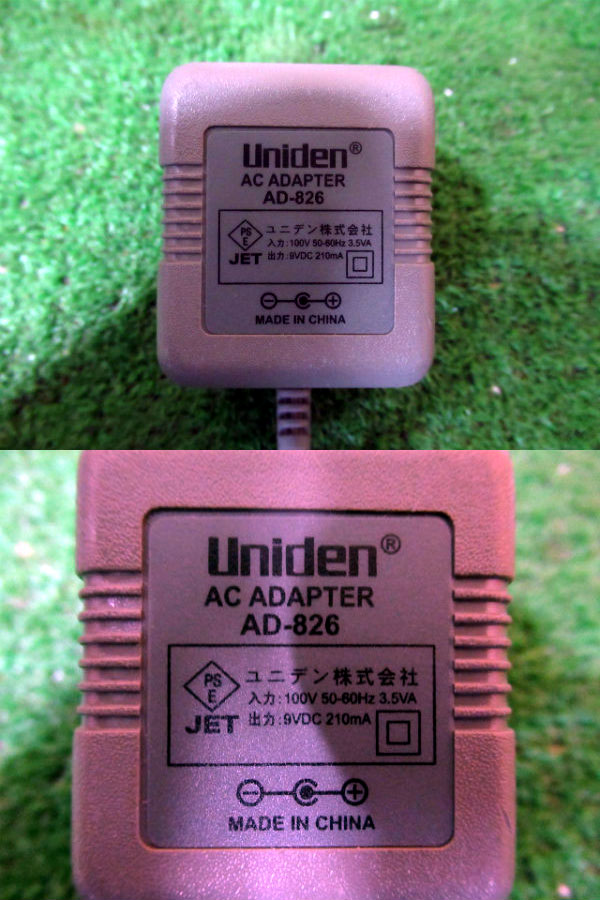 Uniden®
AC ADAPTER
AD-826
PS
E
JET
ユニデン株式会社
入力:100V 50-60Hz 3.5VA
出力:9VDC 210mA
MADE IN CHINA
Uniden®
AC ADAPTER
AD-826
PS
E
JET
ユニデン株式会社
入力:100V 50-60Hz 3.5VA
出力:9VDC 210mA
MADE IN CHINA